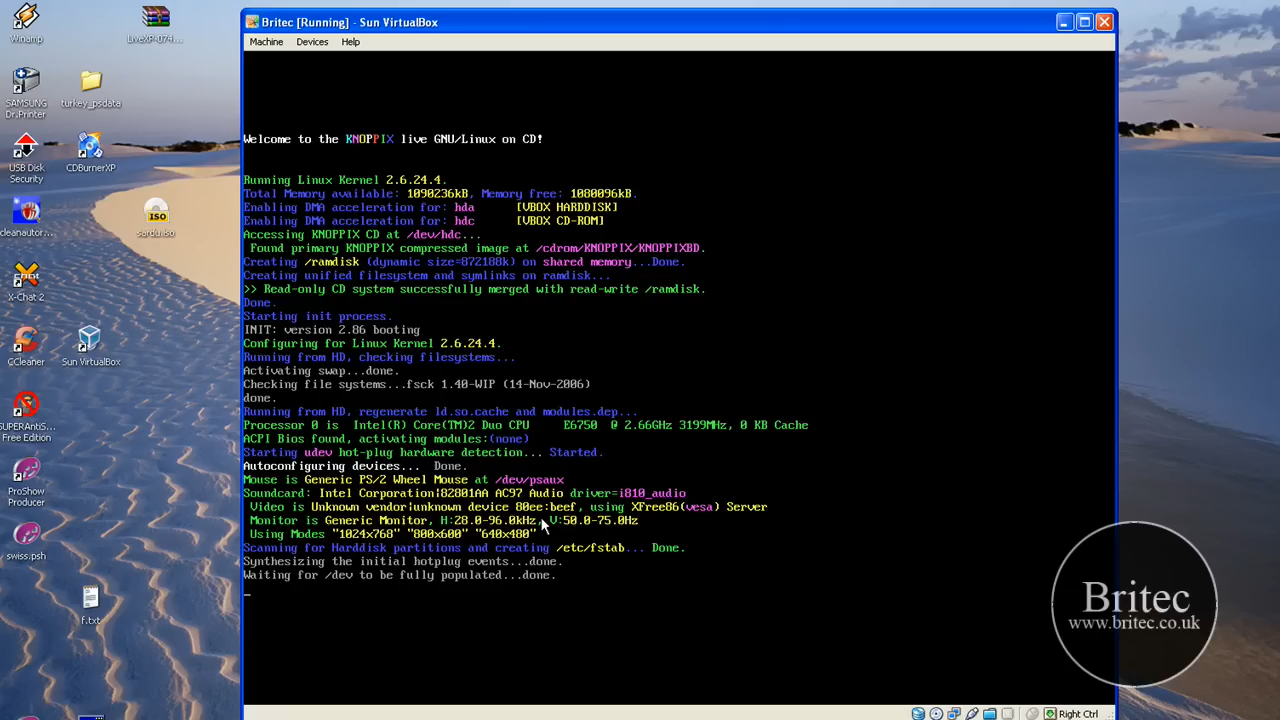 Britec [Running] - Sun VirtualBox
Machine Devices Help
Welcome to the KNOPPIX live GNU/Linux on CD!
Running Linux Kernel 2.6.24.4.
Total Memory available: 1090236kB, Memory free: 1080096kB.
Enabling DMA acceleration for: hda [VBOX HARDDISK]
Enabling DMA acceleration for: hdc [VBOX CD-ROM]
Accessing KNOPPIX CD at /dev/hdc...
Found primary KNOPPIX compressed image at /cdrom/KNOPPIX/KNOPPIXBD.
Creating /ramdisk (dynamic size=872188k) on shared memory...Done.
Creating unified filesystem and symlinks on ramdisk...
>> Read-only CD system successfully merged with read-write /ramdisk.
Done.
Starting init process.
INIT: version 2.86 booting
Configuring for Linux Kernel 2.6.24.4.
Running from HD, checking filesystems...
Activating swap...done.
Checking file systems...fsck 1.40-WIP (14-Nov-2006)
done.
Running from HD, regenerate ld.so.cache and modules.dep...
Processor 0 is Intel(R) Core(TM)2 Duo CPU E6750 @ 2.66GHz 3199MHz, 0 KB Cache
ACPI Bios found, activating modules:(none)
Starting udev hot-plug hardware detection... Started.
Autoconfiguring devices... Done.
Mouse is Generic PS/2 Wheel Mouse at /dev/psaux
Soundcard: Intel Corporation|82801AA AC97 Audio driver=i810_audio
Video is Unknown vendor|unknown device 80ee:beef, using XFree86(vesa) Server
Monitor is Generic Monitor, H:28.0-96.0kHz, V:50.0-75.0Hz
Using Modes "1024x768" "800x600" "640x480"
Scanning for Harddisk partitions and creating /etc/fstab... Done.
Synthesizing the initial hotplug events...done.
Waiting for /dev to be fully populated...done.
Right Ctrl
Winamp
LiveXP-074...
SAMSUNG
Dr.Printer
turkey_psdata
USB Disk
Security
CDBurnerXP
cleanautor...
ISO
sardu.iso
X-Chat 2
CCleaner
Sun VirtualBox
SUPERAntiS...
Free Edition
ProShow
Producer
swiss.psh
f.txt
Britec
www.britec.co.uk